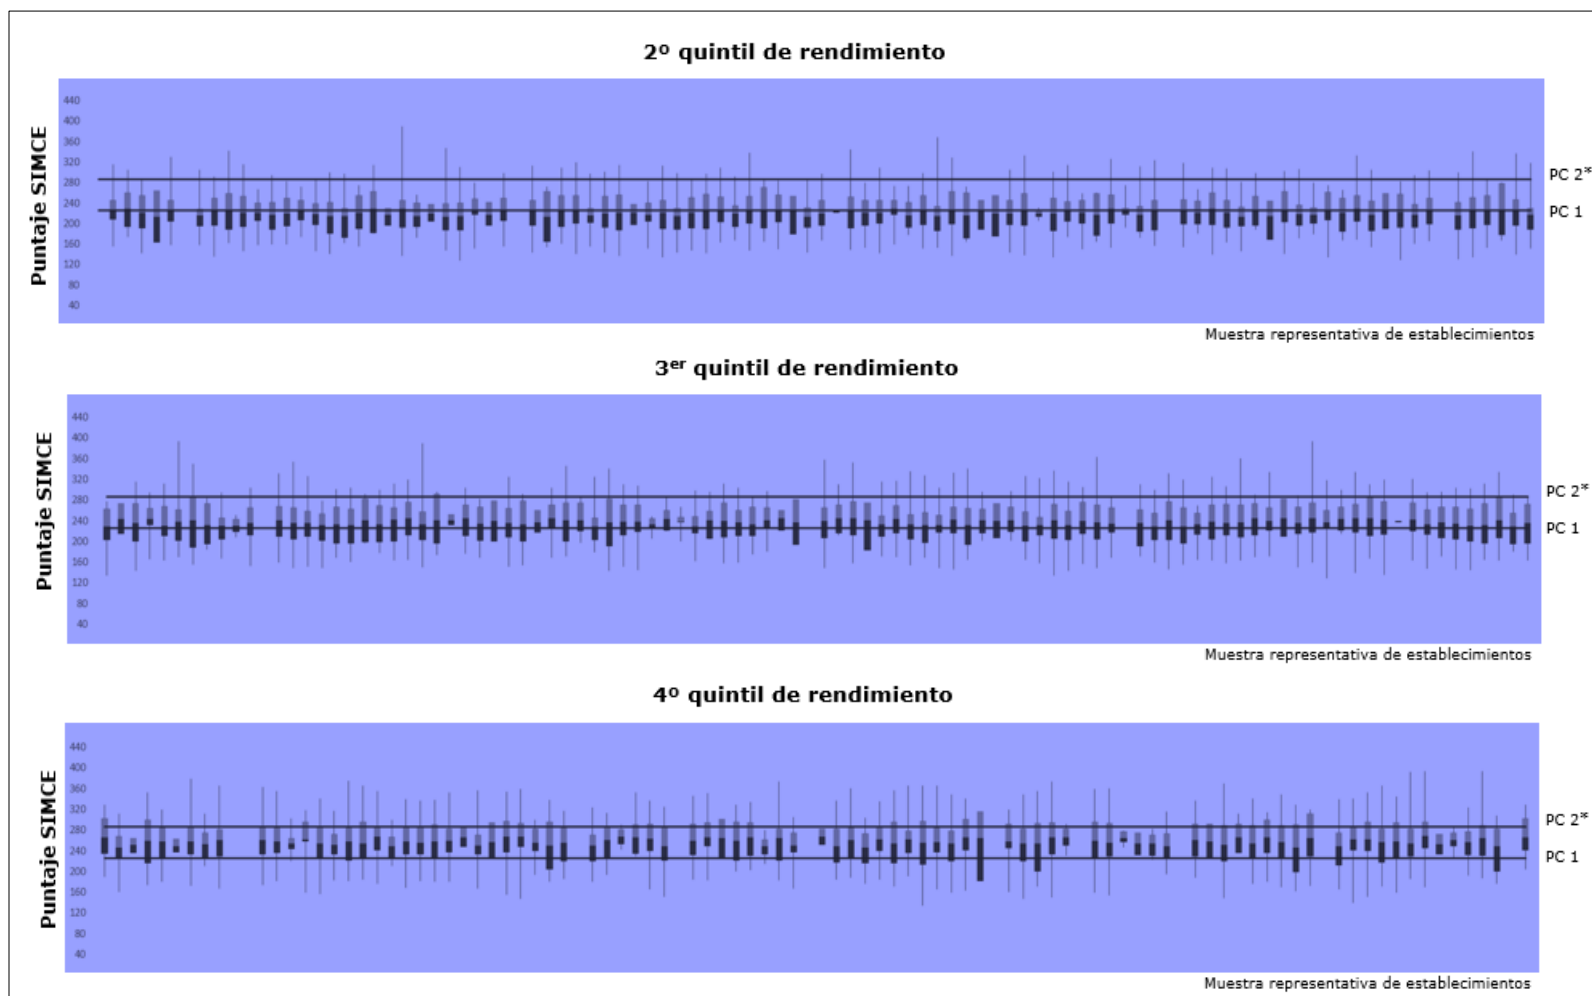 2º quintil de rendimiento
Puntaje SIMCE
440
400
360
320
280
240
200
160
120
80
40
PC 2*
PC 1
Muestra representativa de establecimientos
3er quintil de rendimiento
Puntaje SIMCE
440
400
360
320
280
240
200
160
120
80
40
PC 2*
PC 1
Muestra representativa de establecimientos
4º quintil de rendimiento
Puntaje SIMCE
440
400
360
320
280
240
200
160
120
80
40
PC 2*
PC 1
Muestra representativa de establecimientos